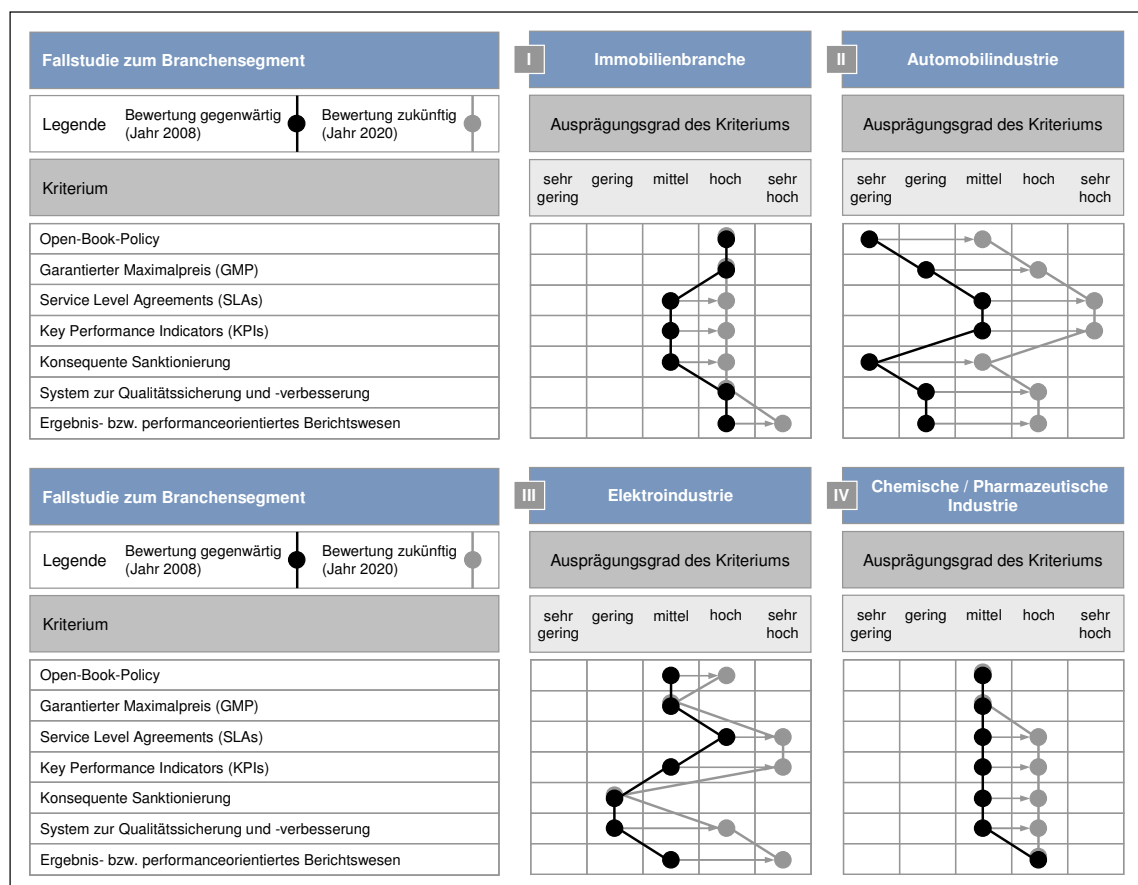 Fallstudie zum Branchensegment
I
Immobilienbranche
II
Automobilindustrie
Legende
Bewertung gegenwärtig
(Jahr 2008)
Bewertung zukünftig
(Jahr 2020)
Ausprägungsgrad des Kriteriums
Ausprägungsgrad des Kriteriums
Kriterium
sehr
gering
gering
mittel
hoch
sehr
hoch
sehr
gering
gering
mittel
hoch
sehr
hoch
Open-Book-Policy
Garantierter Maximalpreis (GMP)
Service Level Agreements (SLAs)
Key Performance Indicators (KPIs)
Konsequente Sanktionierung
System zur Qualitätssicherung und -verbesserung
Ergebnis- bzw. performanceorientiertes Berichtswesen
Fallstudie zum Branchensegment
III
Elektroindustrie
IV
Chemische / Pharmazeutische
Industrie
Legende
Bewertung gegenwärtig
(Jahr 2008)
Bewertung zukünftig
(Jahr 2020)
Ausprägungsgrad des Kriteriums
Ausprägungsgrad des Kriteriums
Kriterium
sehr
gering
gering
mittel
hoch
sehr
hoch
sehr
gering
gering
mittel
hoch
sehr
hoch
Open-Book-Policy
Garantierter Maximalpreis (GMP)
Service Level Agreements (SLAs)
Key Performance Indicators (KPIs)
Konsequente Sanktionierung
System zur Qualitätssicherung und -verbesserung
Ergebnis- bzw. performanceorientiertes Berichtswesen